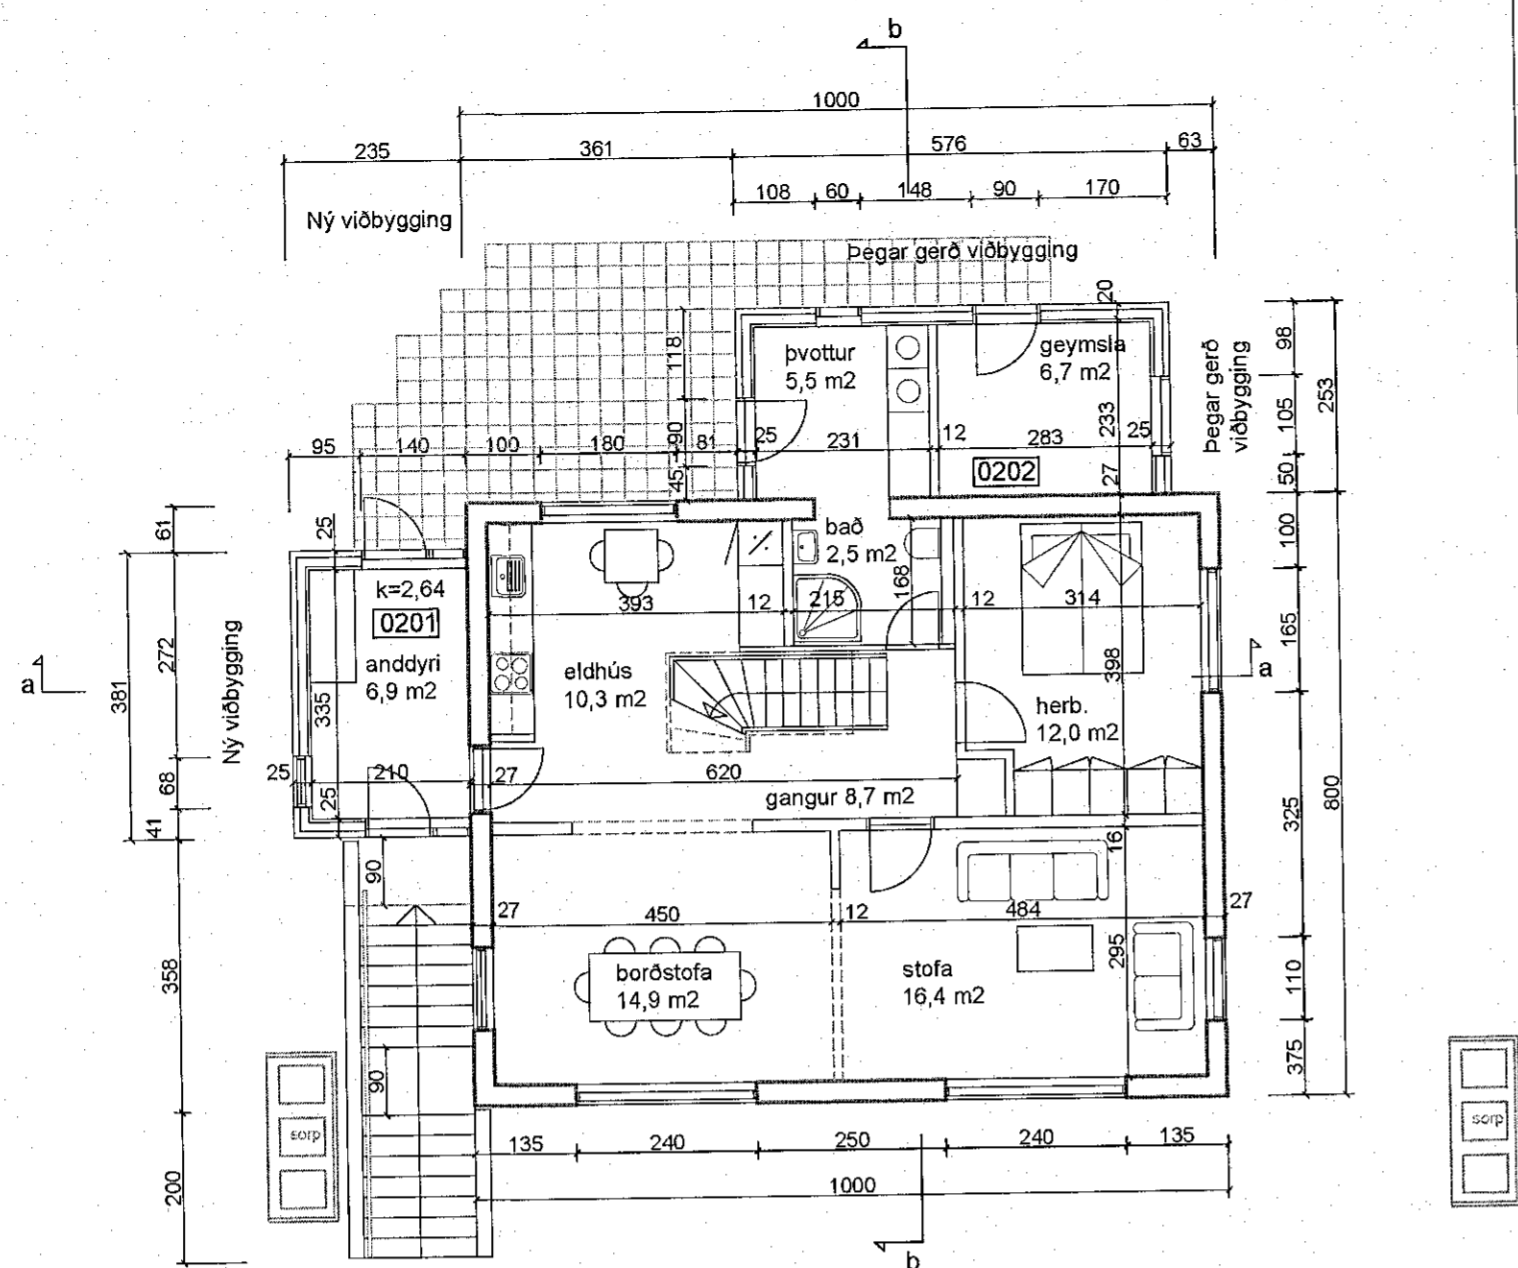 b
1000
235 361 576 63
108 60 148 90 170
Ný viðbygging
Þegar gerð viðbygging
20
118
þvottur
5,5 m2
geymsla
6,7 m2
Þegar gerð
viðbygging
98
253
105
233
95 140 100 180 90 81 25 231 12 283 25
0202
45
27
50
61
25
100
bað
2,5 m2
168
k=2,64
0201
393 12 215 12 314
165
272
381
Ný viðbygging
anddyri
6,9 m2
335
eldhús
10,3 m2
398
a
a
herb.
12,0 m2
25 210 27 620
68
25
gangur 8,7 m2
325
800
41
16
90
27 450 12 484 27
295
358
borðstofa
14,9 m2
stofa
16,4 m2
110
375
90
sorp
sorp
135 240 250 240 135
200
1000
b